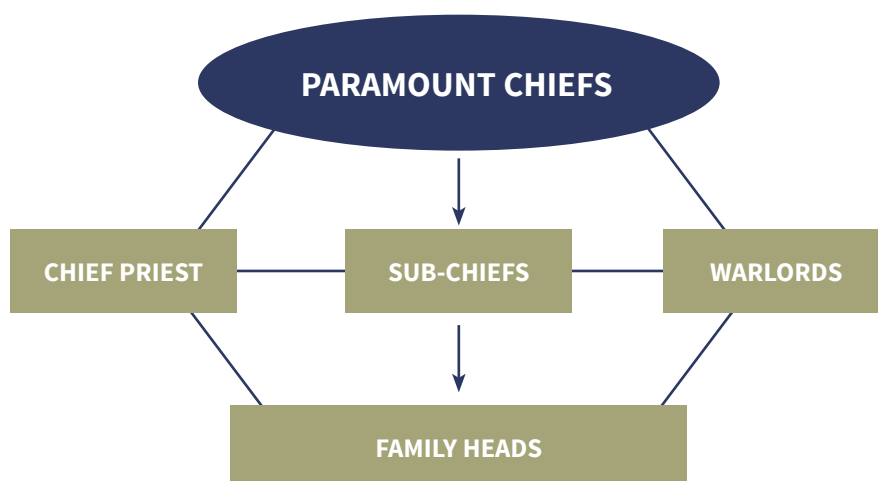 PARAMOUNT CHIEFS
CHIEF PRIEST
SUB-CHIEFS
WARLORDS
FAMILY HEADS